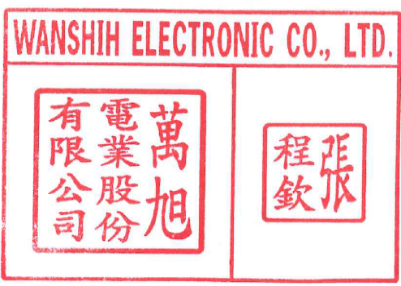 WANSHIH ELECTRONIC CO., LTD.
萬旭
電業股份
有限公司
張
程欽